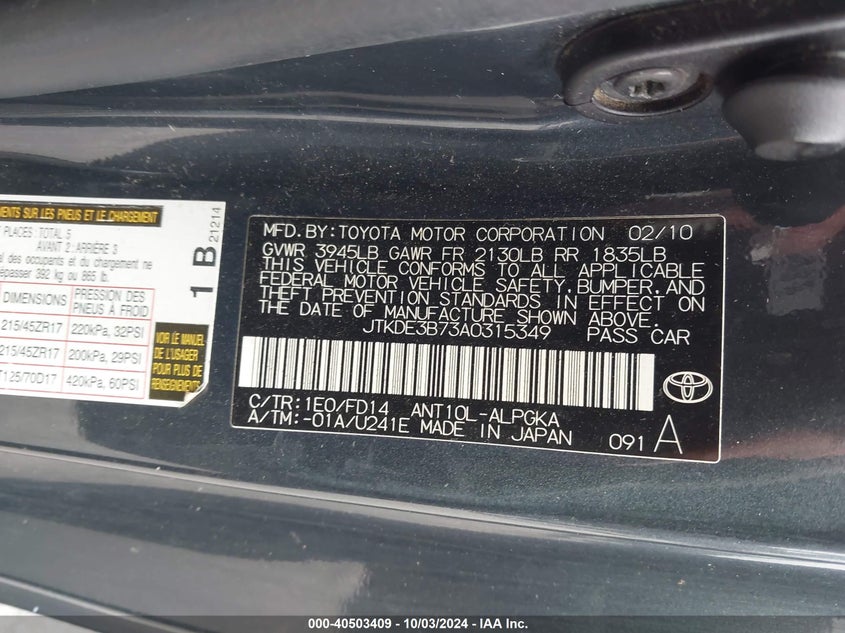 MENTS SUR LES PNEUS ET LE CHARGEMENT
PLACES: TOTAL 5
AVANT 2: ARRIÈRE 3
al des occupants et du chargement ne
dépasser 392 kg ou 865 lb.
DIMENSIONS
PRESSION DES PNEUS À FROID
215/45ZR17
220kPa, 32PSI
215/45ZR17
200kPa, 29PSI
T125/70D17
420kPa, 60PSI
VOIR LE MANUEL
DE L'USAGER
POUR PLUS DE
RENSEIGNEMENTS
1 B
21214
MFD. BY: TOYOTA MOTOR CORPORATION 02/10
GVWR 3945LB GAWR FR 2130LB RR 1835LB
THIS VEHICLE CONFORMS TO ALL APPLICABLE
FEDERAL MOTOR VEHICLE SAFETY, BUMPER, AND
THEFT PREVENTION STANDARDS IN EFFECT ON
THE DATE OF MANUFACTURE SHOWN ABOVE.
JTKDE3B73A0315349 PASS CAR
C/TR: 1E0/FD14 ANT10L-ALPGKA
A/TM: -01A/U241E MADE IN JAPAN
091 A
000-40503409 - 10/03/2024 - IAA Inc.